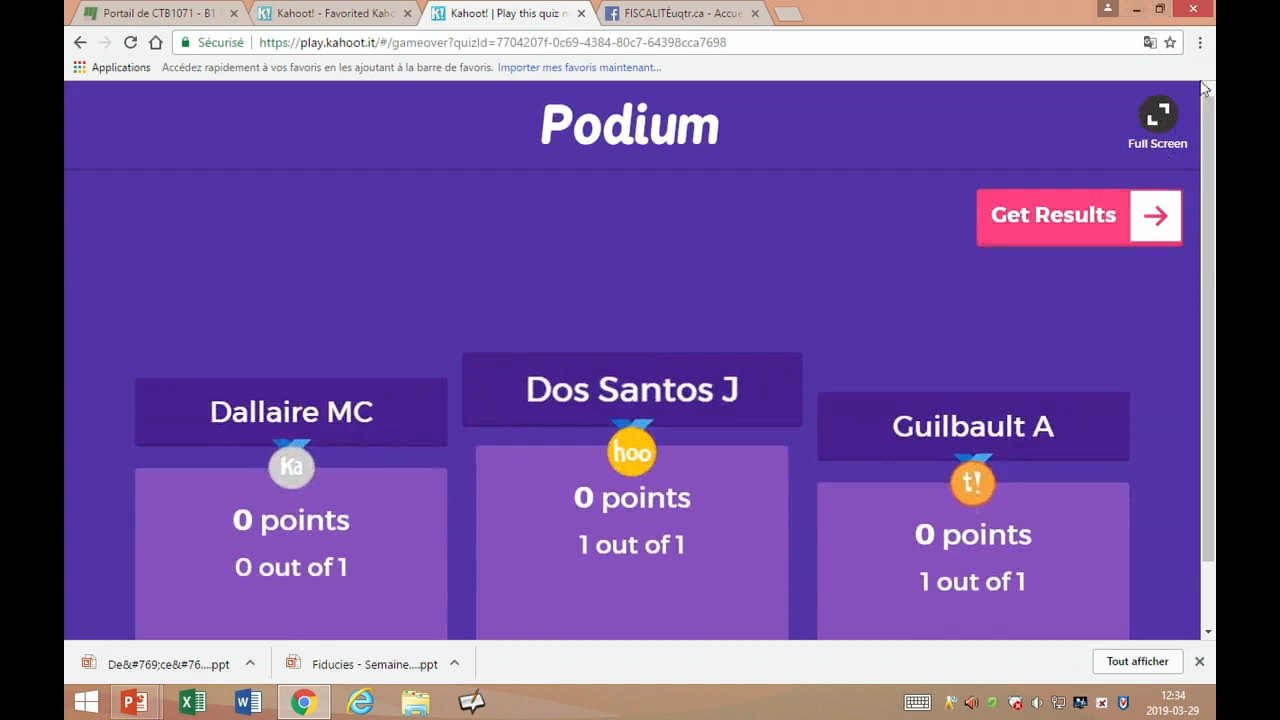 Portail de CTB1071 - B1
Kahoot! - Favorited Kaho
Kahoot! | Play this quiz n
FISCALITÉuqtr.ca - Accue
Sécurisé
https://play.kahoot.it/#/gameover?quizId=7704207f-0c69-4384-80c7-64398cca7698
Applications
Accédez rapidement à vos favoris en les ajoutant à la barre de favoris. Importer mes favoris maintenant...
Podium
Full Screen
Get Results
Dos Santos J
hoo
0 points
1 out of 1
Dallaire MC
Ka
0 points
0 out of 1
Guilbault A
t!
0 points
1 out of 1
De&#769;ce&#76....ppt
Fiducies - Semaine....ppt
Tout afficher
12:34
2019-03-29